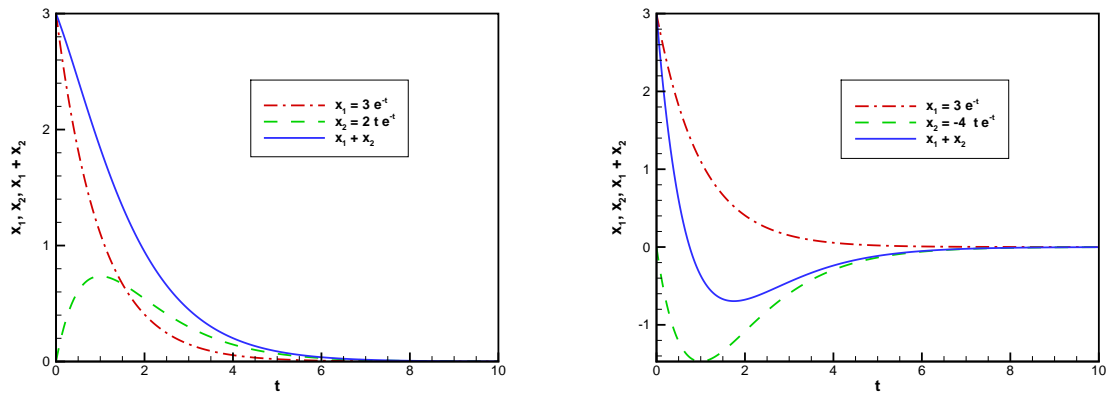 3
2
1
0
0
2
4
6
8
10
t
x1, x2, x1 + x2
x1 = 3 e-t
x2 = 2 t e-t
x1 + x2
3
2
1
0
-1
0
2
4
6
8
10
t
x1, x2, x1 + x2
x1 = 3 e-t
x2 = -4 t e-t
x1 + x2